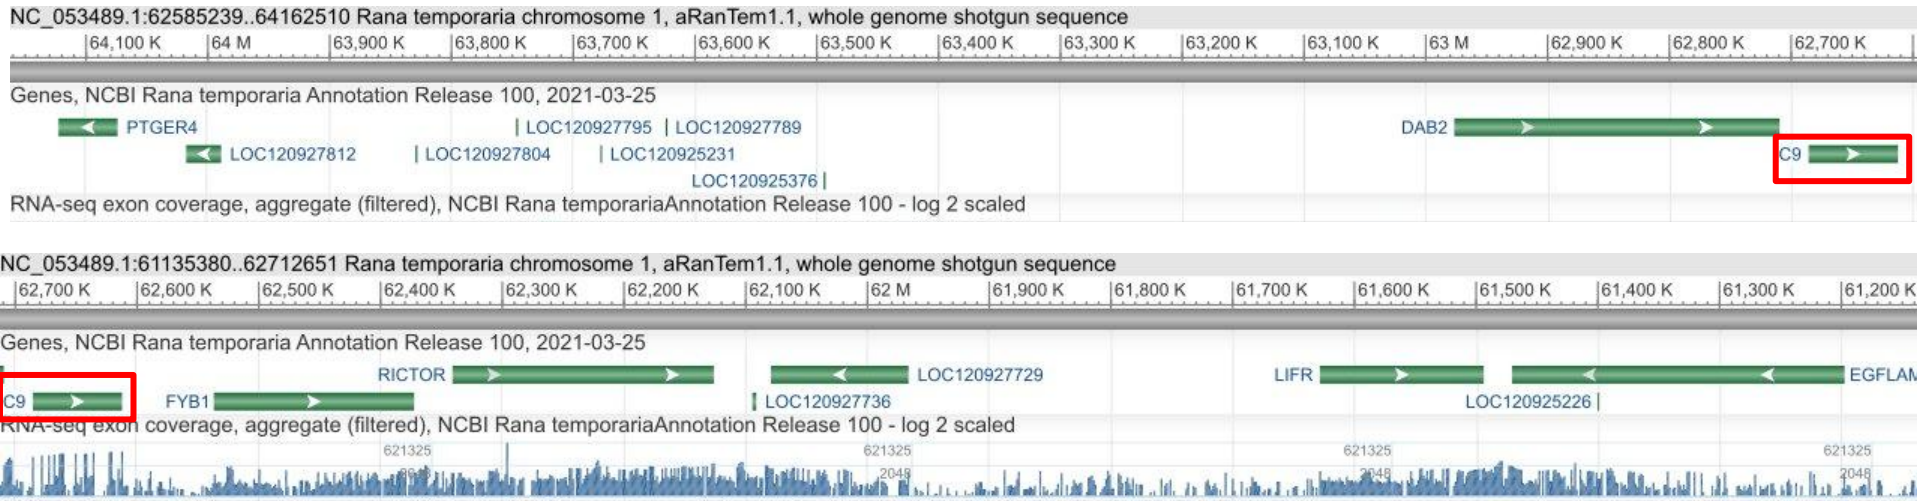 NC_053489.1:62585239..64162510 Rana temporaria chromosome 1, aRanTem1.1, whole genome shotgun sequence
64,100 K 64 M 63,900 K 63,800 K 63,700 K 63,600 K 63,500 K 63,400 K 63,300 K 63,200 K 63,100 K 63 M 62,900 K 62,800 K 62,700 K
Genes, NCBI Rana temporaria Annotation Release 100, 2021-03-25
PTGER4 LOC120927795 LOC120927789 DAB2
LOC120927812 LOC120927804 LOC120925231 C9
LOC120925376
RNA-seq exon coverage, aggregate (filtered), NCBI Rana temporariaAnnotation Release 100 - log 2 scaled
NC_053489.1:61135380..62712651 Rana temporaria chromosome 1, aRanTem1.1, whole genome shotgun sequence
62,700 K 62,600 K 62,500 K 62,400 K 62,300 K 62,200 K 62,100 K 62 M 61,900 K 61,800 K 61,700 K 61,600 K 61,500 K 61,400 K 61,300 K 61,200 K
Genes, NCBI Rana temporaria Annotation Release 100, 2021-03-25
RICTOR LOC120927729 LIFR EGFLAM
C9 FYB1 LOC120927736 LOC120925226
RNA-seq exon coverage, aggregate (filtered), NCBI Rana temporariaAnnotation Release 100 - log 2 scaled
621325 621325 621325 621325
2048 2048 2048 2048